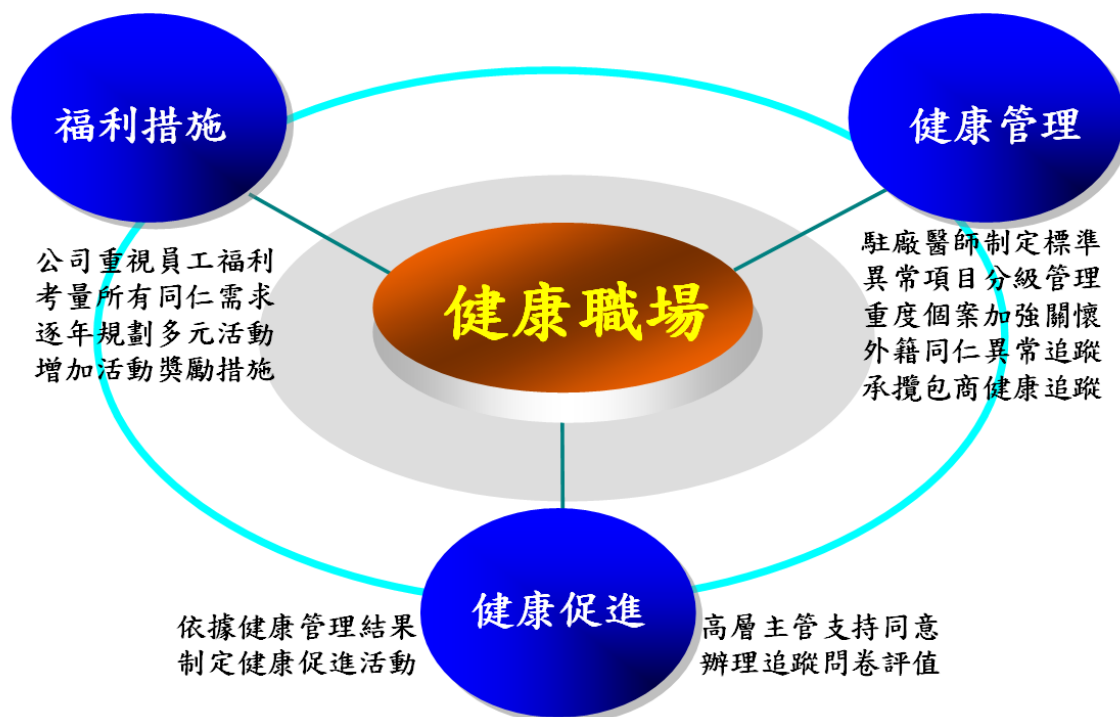 福利措施
公司重視員工福利
考量所有同仁需求
逐年規劃多元活動
增加活動獎勵措施
健康管理
駐廠醫師制定標準
異常項目分級管理
重度個案加強關懷
外籍同仁異常追蹤
承攬包商健康追蹤
健康職場
健康促進
依據健康管理結果
制定健康促進活動
高層主管支持同意
辦理追蹤問卷評值